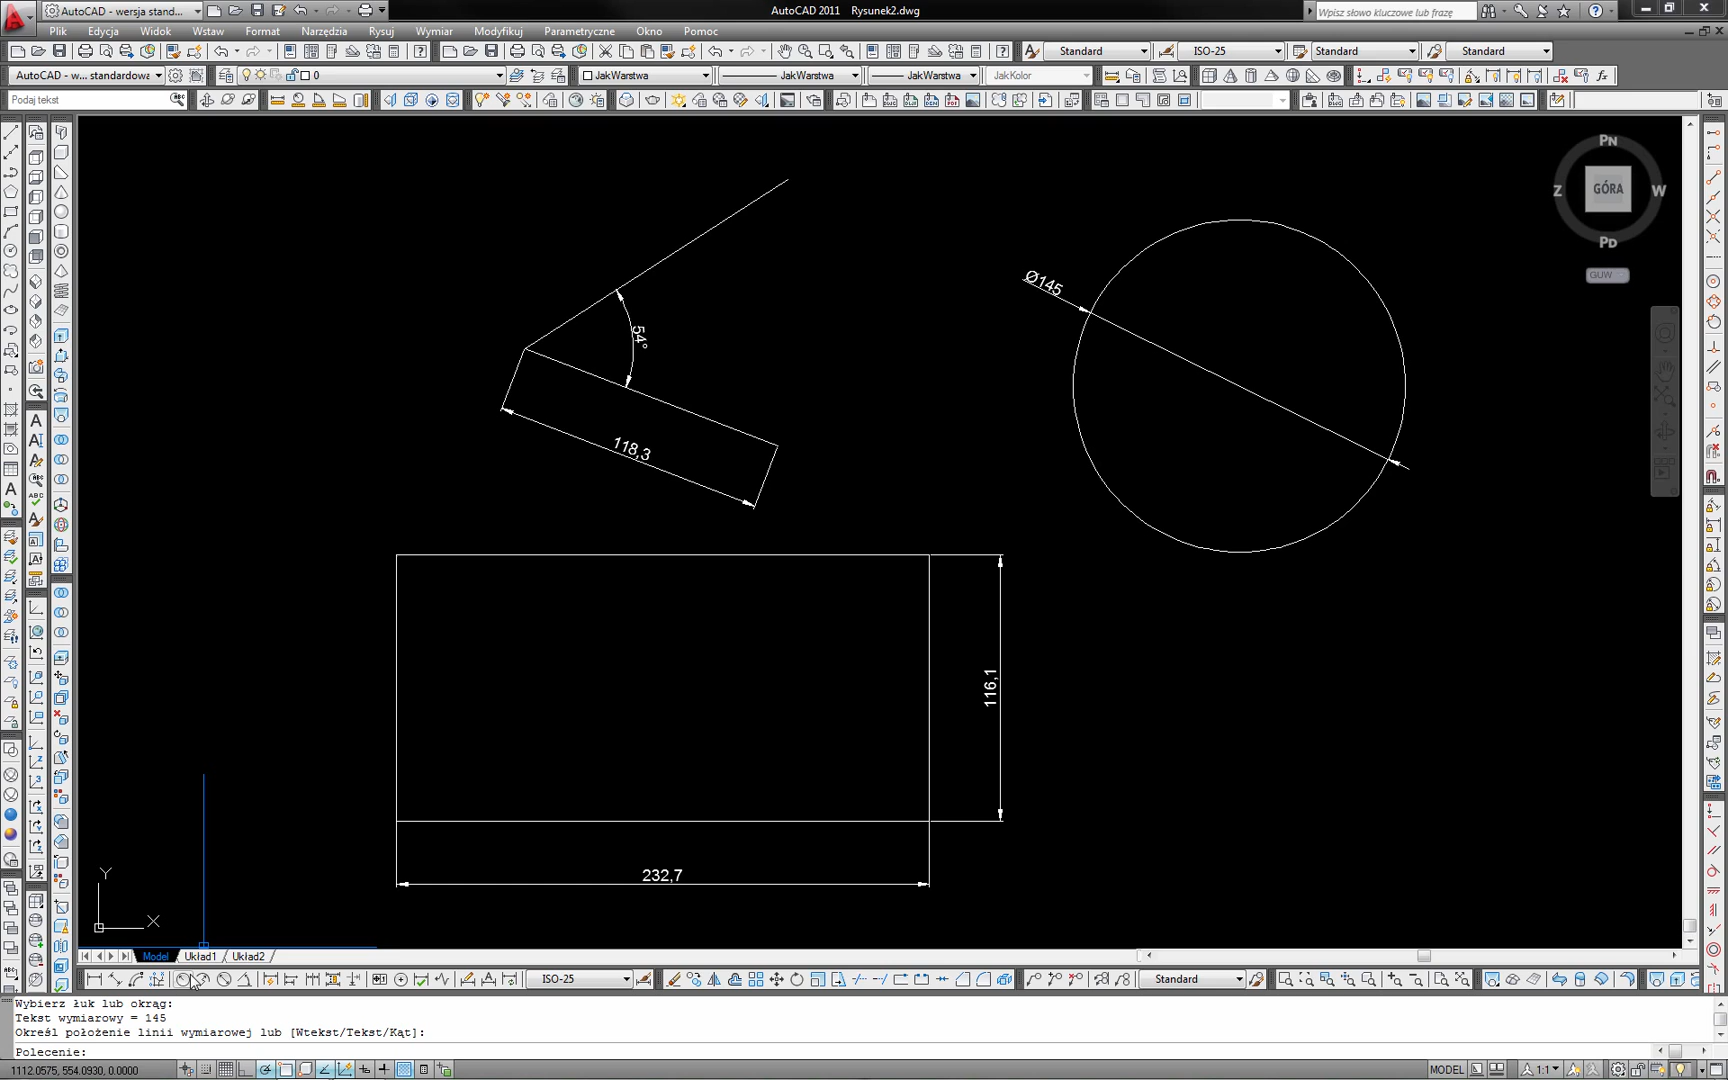 AutoCAD - wersja stand...
AutoCAD 2011 Rysunek2.dwg
Wpisz słowo kluczowe lub frazę
Plik Edycja Widok Wstaw Format Narzędzia Rysuj Wymiar Modyfikuj Parametryczne Okno Pomoc
Standard ISO-25 Standard Standard
AutoCAD - w... standardowa 0 JakWarstwa JakWarstwa JakWarstwa JakKolor
Podaj tekst
PN
Z GÓRA W
PD
GUW
Ø145
54°
118,3
116,1
232,7
Y
X
Model Układ1 Układ2
ISO-25 Standard
Wybierz łuk lub okrąg:
Tekst wymiarowy = 145
Określ położenie linii wymiarowej lub [Wtekst/Tekst/Kąt]:
Polecenie:
1112.0575, 554.0930, 0.0000 MODEL 1:1